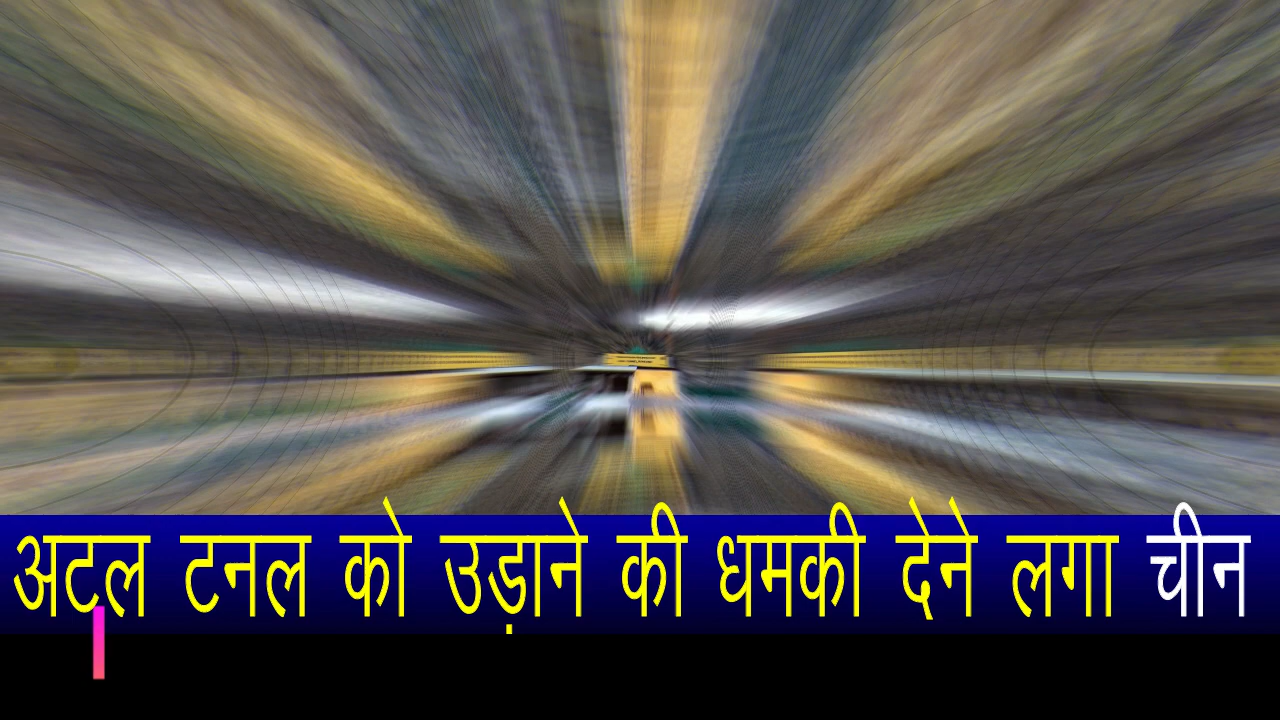 अटल टनल को उड़ाने की धमकी देने लगा चीन